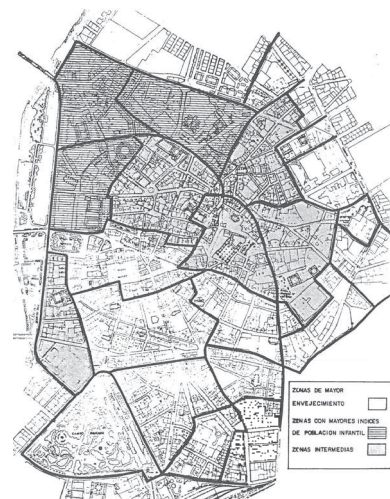 ZONAS DE MAYOR
ENVEJECIMIENTO
ZONAS CON MAYORES INDICES
DE POBLACION INFANTIL
ZONAS INTERMEDIAS